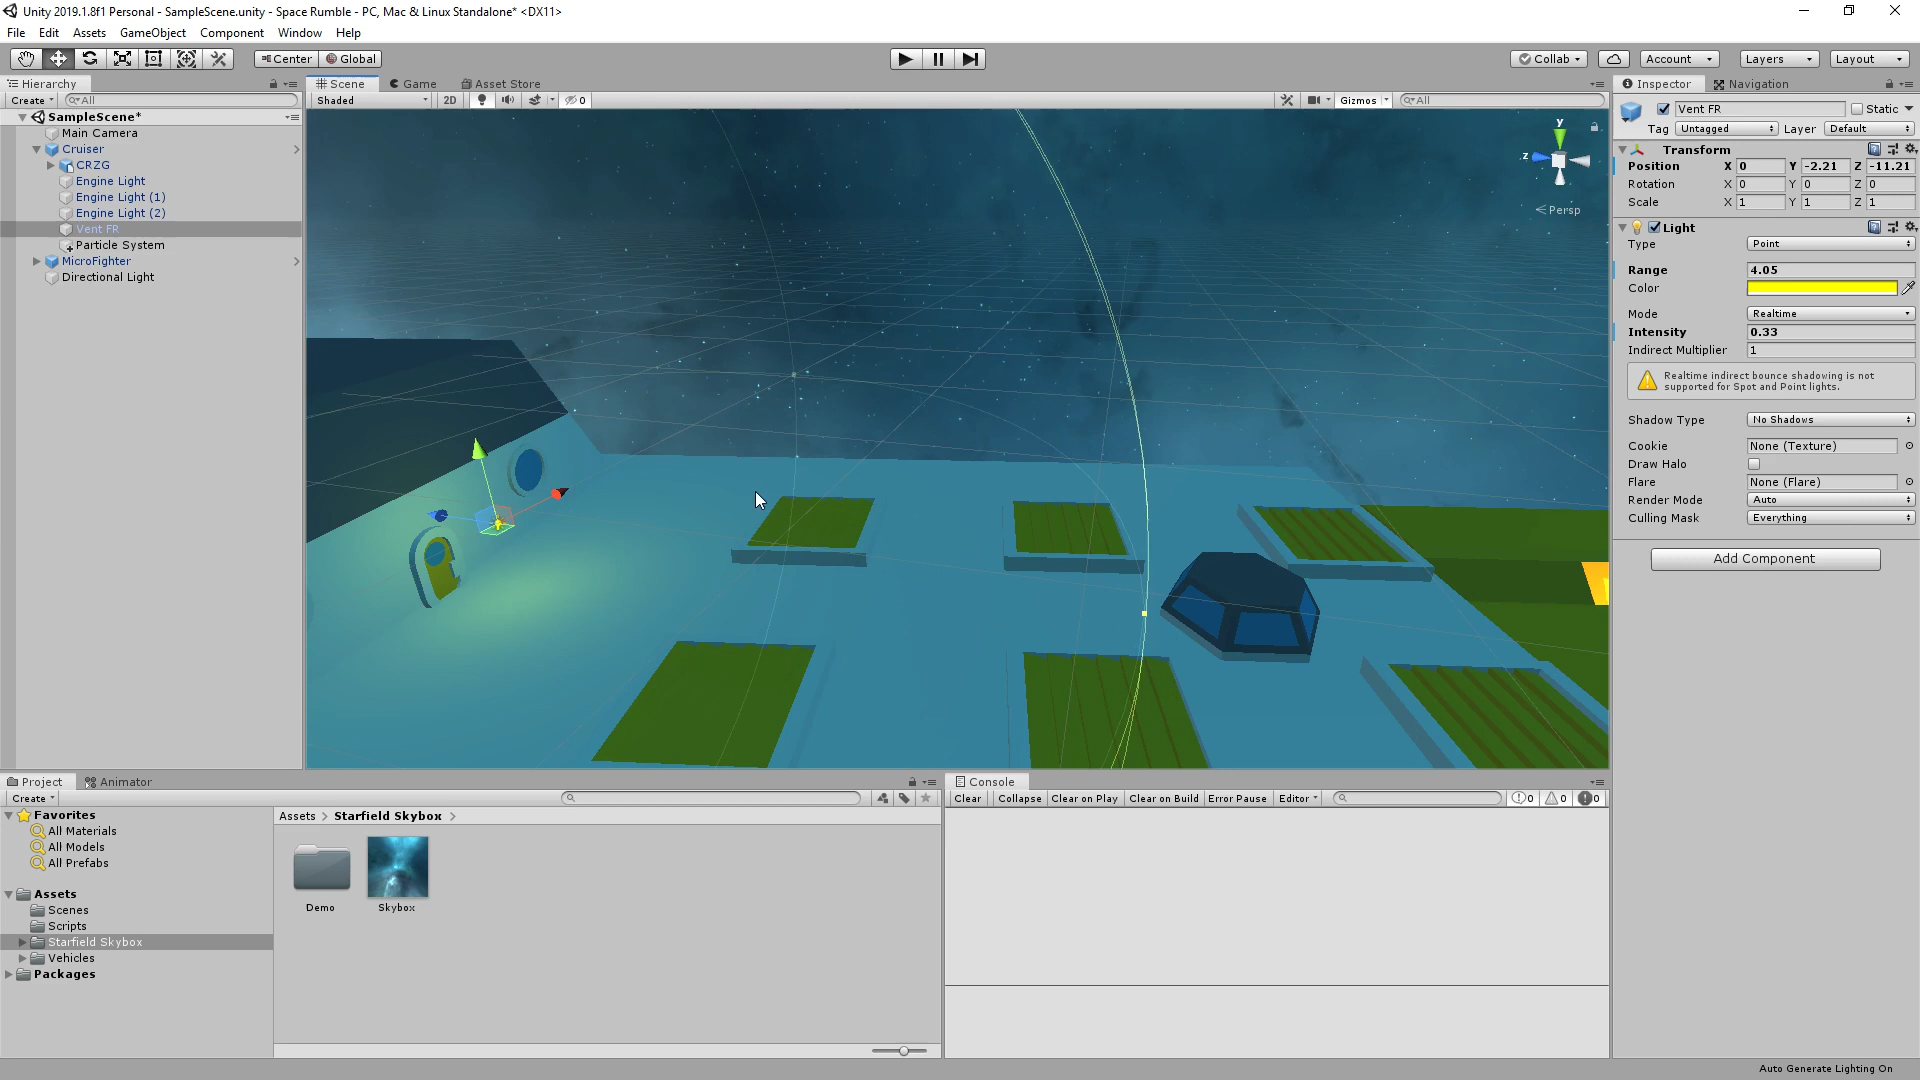 Unity 2019.1.8f1 Personal - SampleScene.unity - Space Rumble - PC, Mac & Linux Standalone* <DX11>
File Edit Assets GameObject Component Window Help
Center Global Collab Account Layers Layout
Hierarchy Scene Game Asset Store Inspector Navigation
Create All Shaded 2D 0 Gizmos All
SampleScene*
Main Camera
Cruiser
CRZG
Engine Light
Engine Light (1)
Engine Light (2)
Vent FR
Particle System
MicroFighter
Directional Light
y
z
Persp
Vent FR Static
Tag Untagged Layer Default
Transform
Position X 0 Y -2.21 Z -11.21
Rotation X 0 Y 0 Z 0
Scale X 1 Y 1 Z 1
Light
Type Point
Range 4.05
Color
Mode Realtime
Intensity 0.33
Indirect Multiplier 1
Realtime indirect bounce shadowing is not
supported for Spot and Point lights.
Shadow Type No Shadows
Cookie None (Texture)
Draw Halo
Flare None (Flare)
Render Mode Auto
Culling Mask Everything
Add Component
Project Animator
Create
Favorites
All Materials
All Models
All Prefabs
Assets
Scenes
Scripts
Starfield Skybox
Vehicles
Packages
Assets Starfield Skybox
Demo Skybox
Console
Clear Collapse Clear on Play Clear on Build Error Pause Editor 0 0 0
Auto Generate Lighting On